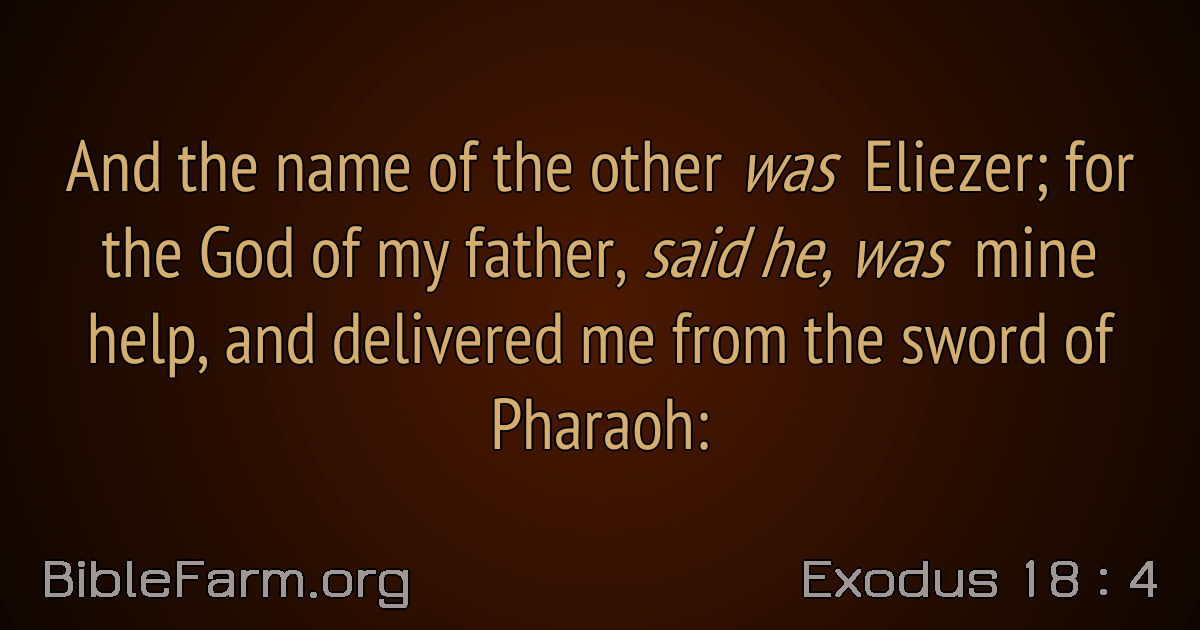 And the name of the other was Eliezer; for
the God of my father, said he, was mine
help, and delivered me from the sword of
Pharaoh:
BibleFarm.org
Exodus 18 : 4